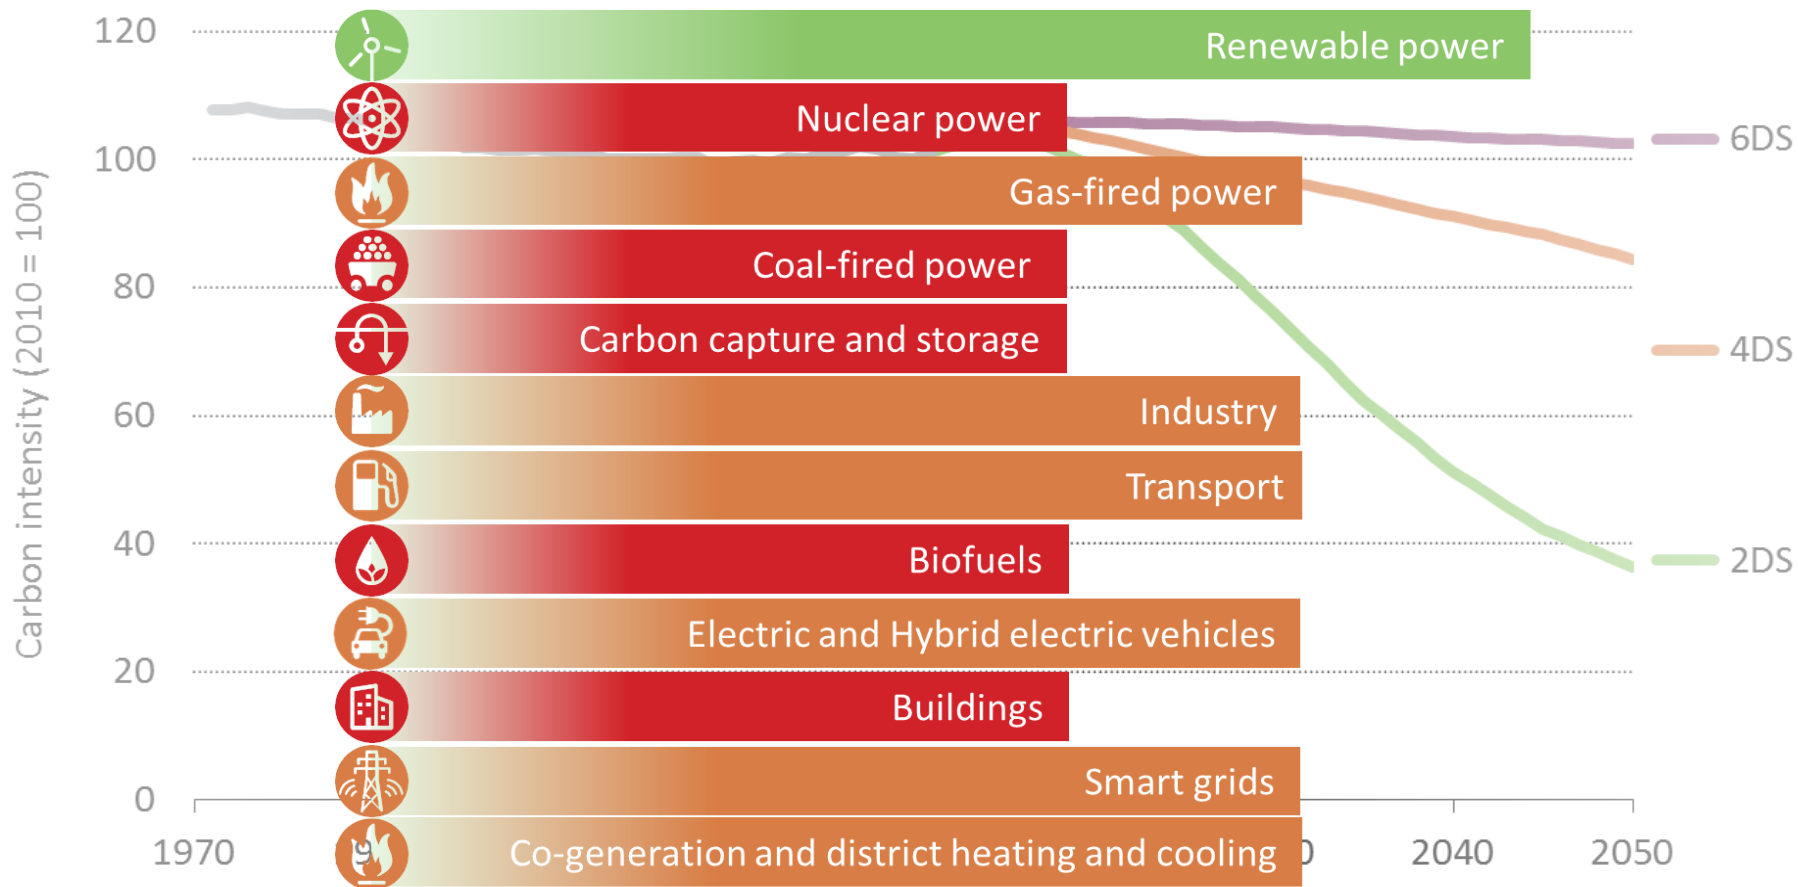 120
Renewable power
Nuclear power
6DS
100
Gas-fired power
Carbon intensity (2010 = 100)
80
Coal-fired power
Carbon capture and storage
4DS
60
Industry
Transport
40
Biofuels
2DS
Electric and Hybrid electric vehicles
20
Buildings
Smart grids
0
1970
Co-generation and district heating and cooling
2040
2050